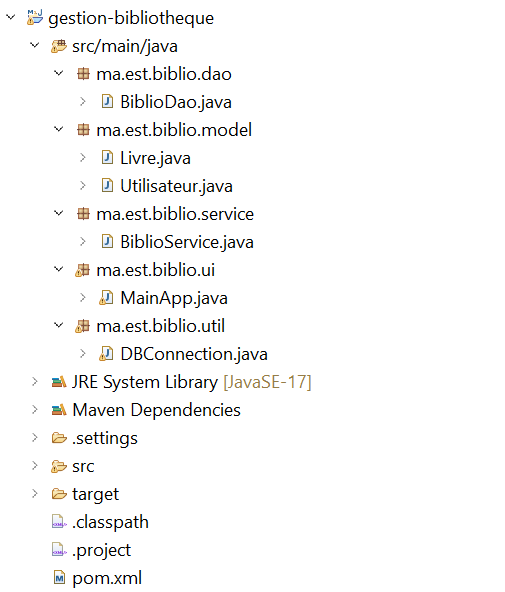 gestion-bibliotheque
src/main/java
ma.est.biblio.dao
BiblioDao.java
ma.est.biblio.model
Livre.java
Utilisateur.java
ma.est.biblio.service
BiblioService.java
ma.est.biblio.ui
MainApp.java
ma.est.biblio.util
DBConnection.java
JRE System Library [JavaSE-17]
Maven Dependencies
.settings
src
target
.classpath
.project
pom.xml